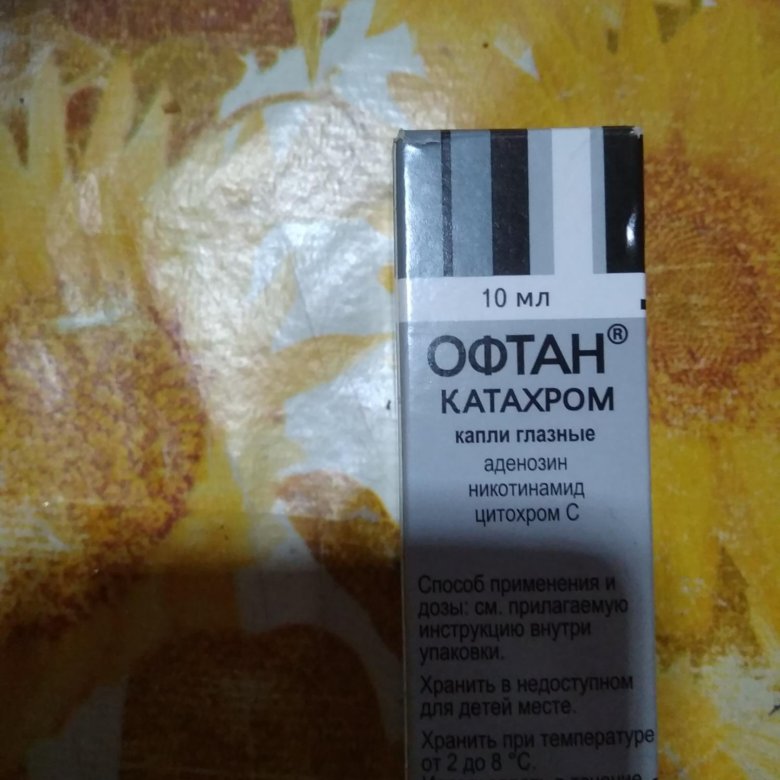 10 мл
ОФТАН®
КАТАХРОМ
капли глазные
аденозин
никотинамид
цитохром С
Способ применения и
дозы: см. прилагаемую
инструкцию внутри
упаковки.
Хранить в недоступном
для детей месте.
Хранить при температуре
от 2 до 8 °С.